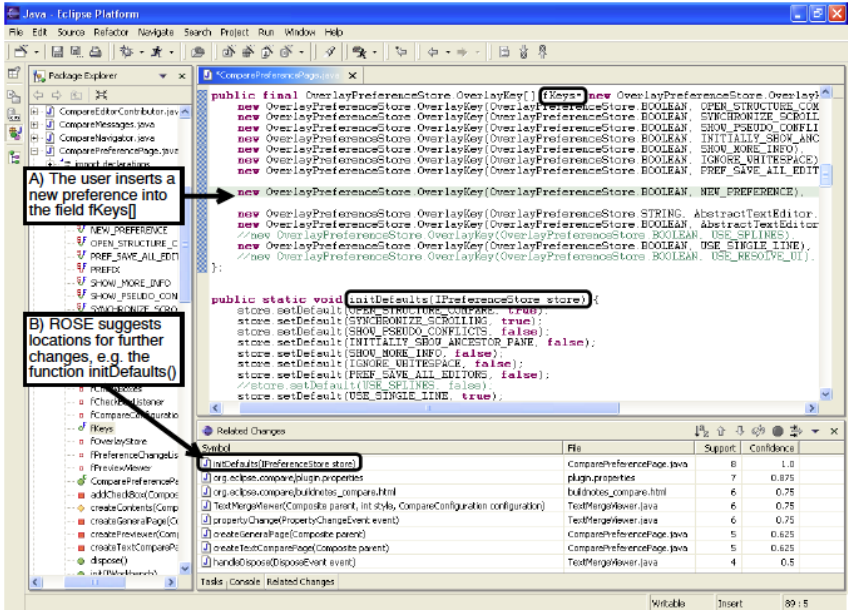 Java - Eclipse Platform
File Edit Source Refactor Navigate Search Project Run Window Help
Package Explorer
*ComparePreferencePage.java
CompareEditorContributor.jav
CompareMessages.java
CompareNavigator.java
ComparePreferencePage.java
import declarations
A) The user inserts a
new preference into
the field fKeys[]
NEW_PREFERENCE
OPEN_STRUCTURE_C
PREF_SAVE_ALL_EDIT
PREFIX
SHOW_MORE_INFO
SHOW_PSEUDO_CON
SYNCHRONIZE_SCRO
B) ROSE suggests
locations for further
changes, e.g. the
function initDefaults()
fCheckBoxes
fCheckBoxListener
fCompareConfiguratio
fKeys
fOverlayStore
fPreferenceChangeLis
fPreviewViewer
ComparePreferencePa
addCheckBox(Compos
createContents(Comp
createGeneralPage(Co
createPreviewer(Comp
createTextComparePa
dispose()
init(IWorkbench)
public final OverlayPreferenceStore.OverlayKey[] fKeys= new OverlayPreferenceStore.Overlay
new OverlayPreferenceStore.OverlayKey(OverlayPreferenceStore.BOOLEAN, OPEN_STRUCTURE_COM
new OverlayPreferenceStore.OverlayKey(OverlayPreferenceStore.BOOLEAN, SYNCHRONIZE_SCROLL
new OverlayPreferenceStore.OverlayKey(OverlayPreferenceStore.BOOLEAN, SHOW_PSEUDO_CONFLI
new OverlayPreferenceStore.OverlayKey(OverlayPreferenceStore.BOOLEAN, INITIALLY_SHOW_ANC
new OverlayPreferenceStore.OverlayKey(OverlayPreferenceStore.BOOLEAN, SHOW_MORE_INFO),
new OverlayPreferenceStore.OverlayKey(OverlayPreferenceStore.BOOLEAN, IGNORE_WHITESPACE)
new OverlayPreferenceStore.OverlayKey(OverlayPreferenceStore.BOOLEAN, PREF_SAVE_ALL_EDIT
new OverlayPreferenceStore.OverlayKey(OverlayPreferenceStore.BOOLEAN, NEW_PREFERENCE),
new OverlayPreferenceStore.OverlayKey(OverlayPreferenceStore.STRING, AbstractTextEditor.
new OverlayPreferenceStore.OverlayKey(OverlayPreferenceStore.BOOLEAN, AbstractTextEditor
//new OverlayPreferenceStore.OverlayKey(OverlayPreferenceStore.BOOLEAN, USE_SPLINES),
new OverlayPreferenceStore.OverlayKey(OverlayPreferenceStore.BOOLEAN, USE_SINGLE_LINE),
//new OverlayPreferenceStore.OverlayKey(OverlayPreferenceStore.BOOLEAN, USE_RESOLVE_UI),
};
public static void initDefaults(IPreferenceStore store) {
store.setDefault(OPEN_STRUCTURE_COMPARE, true);
store.setDefault(SYNCHRONIZE_SCROLLING, true);
store.setDefault(SHOW_PSEUDO_CONFLICTS, false);
store.setDefault(INITIALLY_SHOW_ANCESTOR_PANE, false);
store.setDefault(SHOW_MORE_INFO, false);
store.setDefault(IGNORE_WHITESPACE, false);
store.setDefault(PREF_SAVE_ALL_EDITORS, false);
//store.setDefault(USE_SPLINES, false);
store.setDefault(USE_SINGLE_LINE, true);
Related Changes
Symbol File Support Confidence
initDefaults(IPreferenceStore store) ComparePreferencePage.java 8 1.0
org.eclipse.compare/plugin.properties plugin.properties 7 0.875
org.eclipse.compare/buildnotes_compare.html buildnotes_compare.html 6 0.75
TextMergeViewer(Composite parent, int style, CompareConfiguration configuration) TextMergeViewer.java 6 0.75
propertyChange(PropertyChangeEvent event) TextMergeViewer.java 6 0.75
createGeneralPage(Composite parent) ComparePreferencePage.java 5 0.625
createTextComparePage(Composite parent) ComparePreferencePage.java 5 0.625
handleDispose(DisposeEvent event) TextMergeViewer.java 4 0.5
Tasks Console Related Changes
Writable Insert 89 : 5